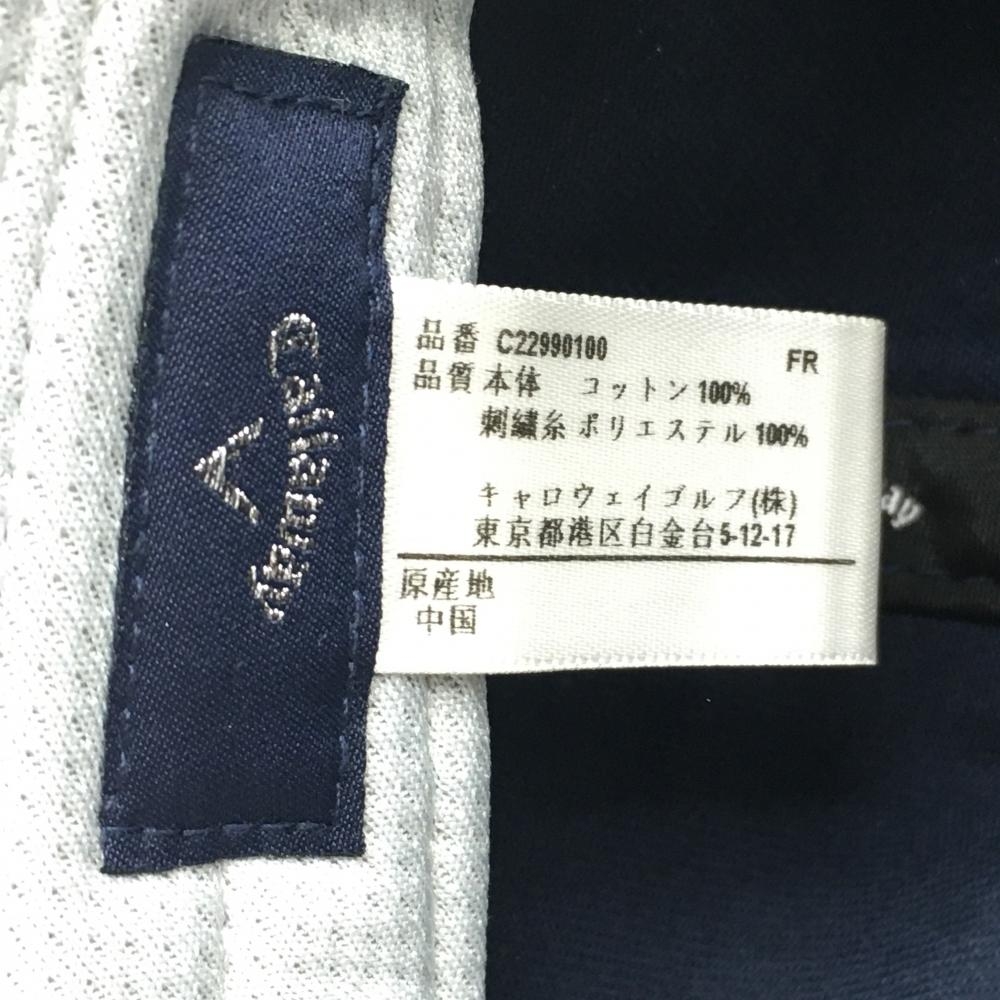 Callaway
品番 C22990100 FR
品質 本体 コットン 100%
刺繍糸 ポリエステル 100%
キャロウェイゴルフ(株)
東京都港区白金台5-12-17
原産地
中国
ay